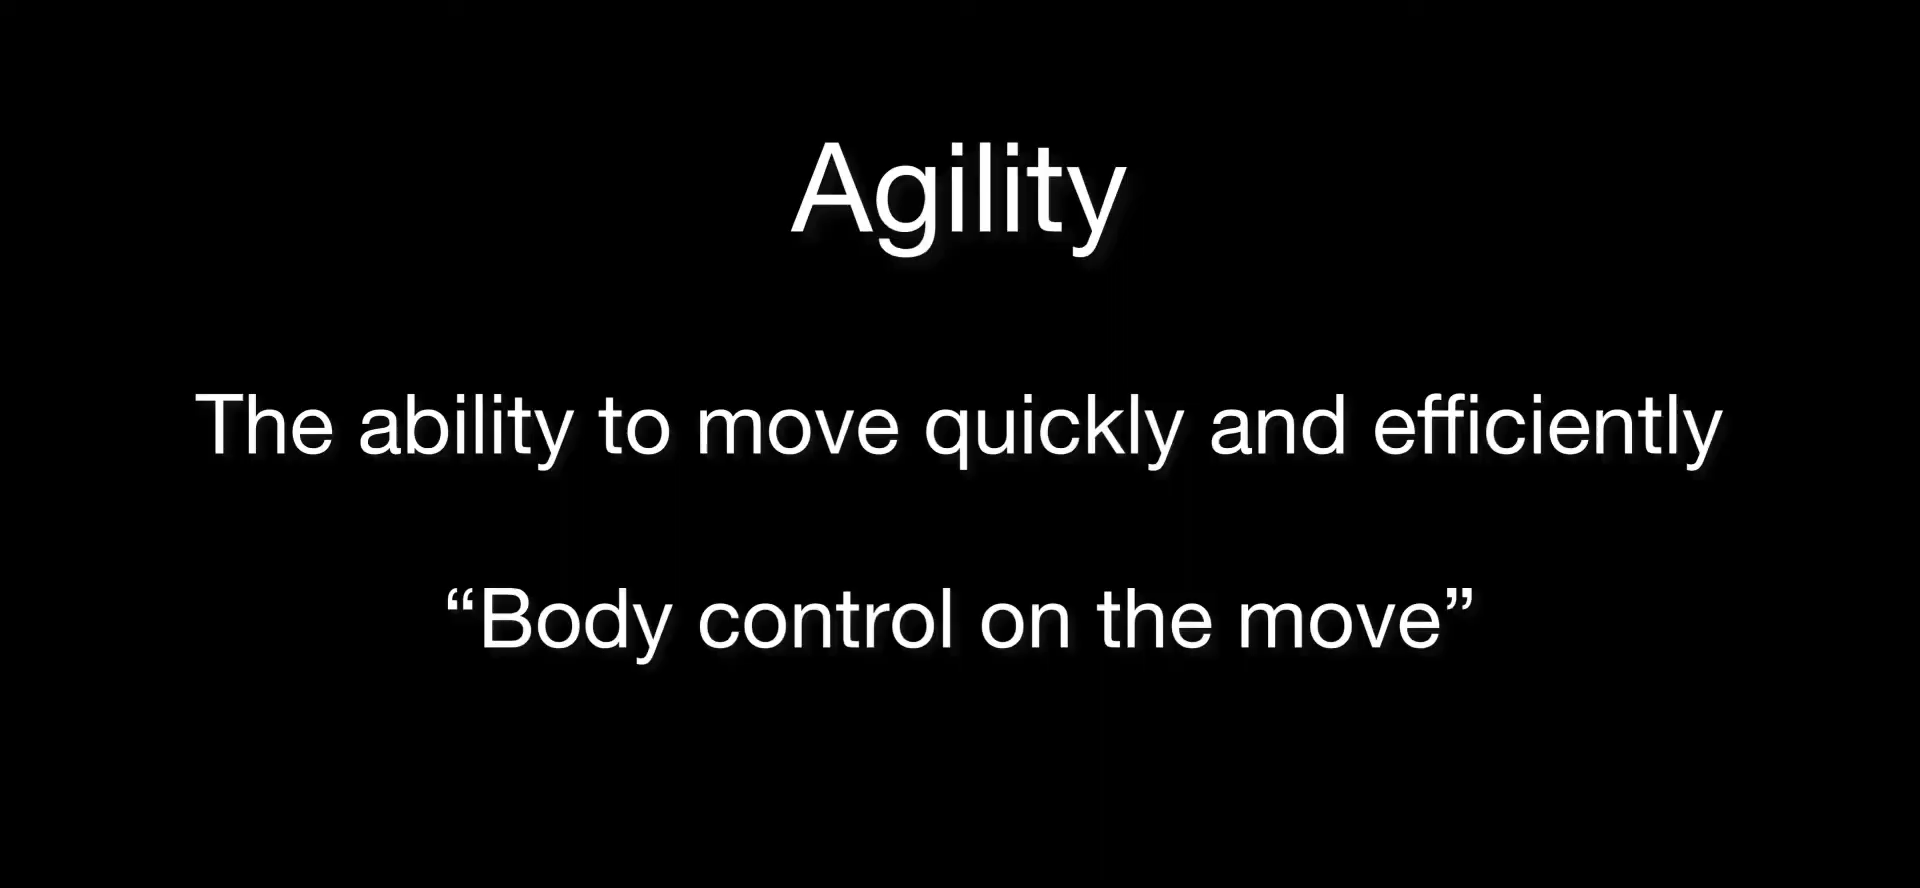 Agility
The ability to move quickly and efficiently
“Body control on the move”